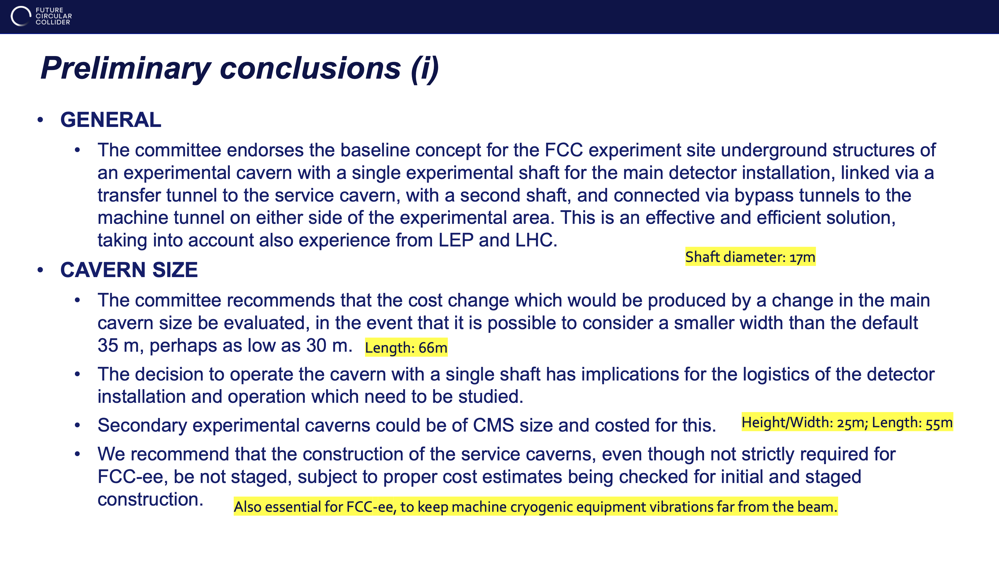 FUTURE
CIRCULAR
COLLIDER
Preliminary conclusions (i)
• GENERAL
• The committee endorses the baseline concept for the FCC experiment site underground structures of
an experimental cavern with a single experimental shaft for the main detector installation, linked via a
transfer tunnel to the service cavern, with a second shaft, and connected via bypass tunnels to the
machine tunnel on either side of the experimental area. This is an effective and efficient solution,
taking into account also experience from LEP and LHC.
Shaft diameter: 17m
• CAVERN SIZE
• The committee recommends that the cost change which would be produced by a change in the main
cavern size be evaluated, in the event that it is possible to consider a smaller width than the default
35 m, perhaps as low as 30 m. Length: 66m
• The decision to operate the cavern with a single shaft has implications for the logistics of the detector
installation and operation which need to be studied.
• Secondary experimental caverns could be of CMS size and costed for this. Height/Width: 25m; Length: 55m
• We recommend that the construction of the service caverns, even though not strictly required for
FCC-ee, be not staged, subject to proper cost estimates being checked for initial and staged
construction. Also essential for FCC-ee, to keep machine cryogenic equipment vibrations far from the beam.